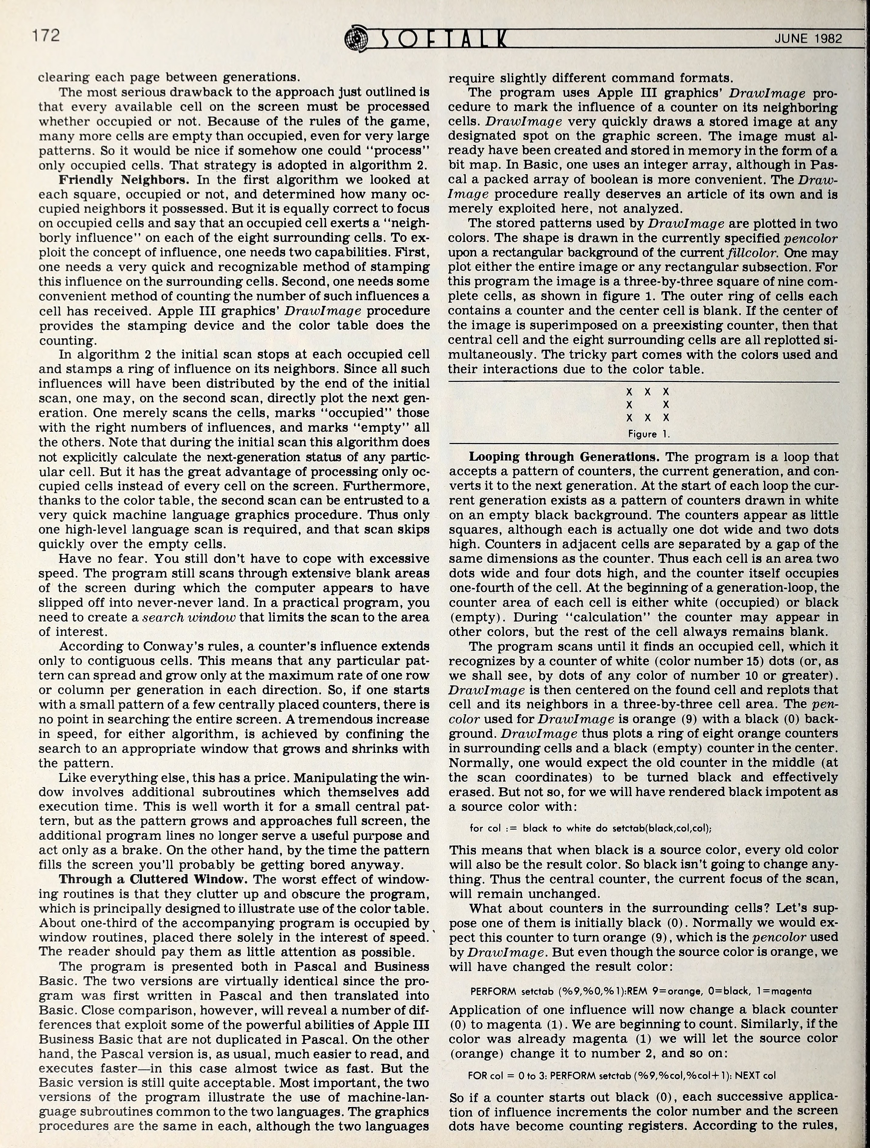 172
SOFTALK
JUNE 1982
clearing each page between generations.
The most serious drawback to the approach just outlined is
that every available cell on the screen must be processed
whether occupied or not. Because of the rules of the game,
many more cells are empty than occupied, even for very large
patterns. So it would be nice if somehow one could "process"
only occupied cells. That strategy is adopted in algorithm 2.
Friendly Neighbors. In the first algorithm we looked at
each square, occupied or not, and determined how many oc-
cupied neighbors it possessed. But it is equally correct to focus
on occupied cells and say that an occupied cell exerts a "neigh-
borly influence" on each of the eight surrounding cells. To ex-
ploit the concept of influence, one needs two capabilities. First,
one needs a very quick and recognizable method of stamping
this influence on the surrounding cells. Second, one needs some
convenient method of counting the number of such influences a
cell has received. Apple III graphics' DrawImage procedure
provides the stamping device and the color table does the
counting.
In algorithm 2 the initial scan stops at each occupied cell
and stamps a ring of influence on its neighbors. Since all such
influences will have been distributed by the end of the initial
scan, one may, on the second scan, directly plot the next gen-
eration. One merely scans the cells, marks "occupied" those
with the right numbers of influences, and marks "empty" all
the others. Note that during the initial scan this algorithm does
not explicitly calculate the next-generation status of any partic-
ular cell. But it has the great advantage of processing only oc-
cupied cells instead of every cell on the screen. Furthermore,
thanks to the color table, the second scan can be entrusted to a
very quick machine language graphics procedure. Thus only
one high-level language scan is required, and that scan skips
quickly over the empty cells.
Have no fear. You still don't have to cope with excessive
speed. The program still scans through extensive blank areas
of the screen during which the computer appears to have
slipped off into never-never land. In a practical program, you
need to create a search window that limits the scan to the area
of interest.
According to Conway's rules, a counter's influence extends
only to contiguous cells. This means that any particular pat-
tern can spread and grow only at the maximum rate of one row
or column per generation in each direction. So, if one starts
with a small pattern of a few centrally placed counters, there is
no point in searching the entire screen. A tremendous increase
in speed, for either algorithm, is achieved by confining the
search to an appropriate window that grows and shrinks with
the pattern.
Like everything else, this has a price. Manipulating the win-
dow involves additional subroutines which themselves add
execution time. This is well worth it for a small central pat-
tern, but as the pattern grows and approaches full screen, the
additional program lines no longer serve a useful purpose and
act only as a brake. On the other hand, by the time the pattern
fills the screen you'll probably be getting bored anyway.
Through a Cluttered Window. The worst effect of window-
ing routines is that they clutter up and obscure the program,
which is principally designed to illustrate use of the color table.
About one-third of the accompanying program is occupied by
window routines, placed there solely in the interest of speed.
The reader should pay them as little attention as possible.
The program is presented both in Pascal and Business
Basic. The two versions are virtually identical since the pro-
gram was first written in Pascal and then translated into
Basic. Close comparison, however, will reveal a number of dif-
ferences that exploit some of the powerful abilities of Apple III
Business Basic that are not duplicated in Pascal. On the other
hand, the Pascal version is, as usual, much easier to read, and
executes faster—in this case almost twice as fast. But the
Basic version is still quite acceptable. Most important, the two
versions of the program illustrate the use of machine-lan-
guage subroutines common to the two languages. The graphics
procedures are the same in each, although the two languages
require slightly different command formats.
The program uses Apple III graphics' DrawImage pro-
cedure to mark the influence of a counter on its neighboring
cells. DrawImage very quickly draws a stored image at any
designated spot on the graphic screen. The image must al-
ready have been created and stored in memory in the form of a
bit map. In Basic, one uses an integer array, although in Pas-
cal a packed array of boolean is more convenient. The Draw-
Image procedure really deserves an article of its own and is
merely exploited here, not analyzed.
The stored patterns used by DrawImage are plotted in two
colors. The shape is drawn in the currently specified pencolor
upon a rectangular background of the current fillcolor. One may
plot either the entire image or any rectangular subsection. For
this program the image is a three-by-three square of nine com-
plete cells, as shown in figure 1. The outer ring of cells each
contains a counter and the center cell is blank. If the center of
the image is superimposed on a preexisting counter, then that
central cell and the eight surrounding cells are all replotted si-
multaneously. The tricky part comes with the colors used and
their interactions due to the color table.
X X X
X X
X X X
Figure 1.
Looping through Generations. The program is a loop that
accepts a pattern of counters, the current generation, and con-
verts it to the next generation. At the start of each loop the cur-
rent generation exists as a pattern of counters drawn in white
on an empty black background. The counters appear as little
squares, although each is actually one dot wide and two dots
high. Counters in adjacent cells are separated by a gap of the
same dimensions as the counter. Thus each cell is an area two
dots wide and four dots high, and the counter itself occupies
one-fourth of the cell. At the beginning of a generation-loop, the
counter area of each cell is either white (occupied) or black
(empty). During "calculation" the counter may appear in
other colors, but the rest of the cell always remains blank.
The program scans until it finds an occupied cell, which it
recognizes by a counter of white (color number 15) dots (or, as
we shall see, by dots of any color of number 10 or greater).
DrawImage is then centered on the found cell and replots that
cell and its neighbors in a three-by-three cell area. The pen-
color used for DrawImage is orange (9) with a black (0) back-
ground. DrawImage thus plots a ring of eight orange counters
in surrounding cells and a black (empty) counter in the center.
Normally, one would expect the old counter in the middle (at
the scan coordinates) to be turned black and effectively
erased. But not so, for we will have rendered black impotent as
a source color with:
for col := black to white do setctab(black,col,col);
This means that when black is a source color, every old color
will also be the result color. So black isn't going to change any-
thing. Thus the central counter, the current focus of the scan,
will remain unchanged.
What about counters in the surrounding cells? Let's sup-
pose one of them is initially black (0). Normally we would ex-
pect this counter to turn orange (9), which is the pencolor used
by DrawImage. But even though the source color is orange, we
will have changed the result color:
PERFORM setctab (%9,%0,%1):REM 9=orange, 0=black, 1=magenta
Application of one influence will now change a black counter
(0) to magenta (1). We are beginning to count. Similarly, if the
color was already magenta (1) we will let the source color
(orange) change it to number 2, and so on:
FOR col = 0 to 3: PERFORM setctab (%9,%col,%col+1): NEXT col
So if a counter starts out black (0), each successive applica-
tion of influence increments the color number and the screen
dots have become counting registers. According to the rules,